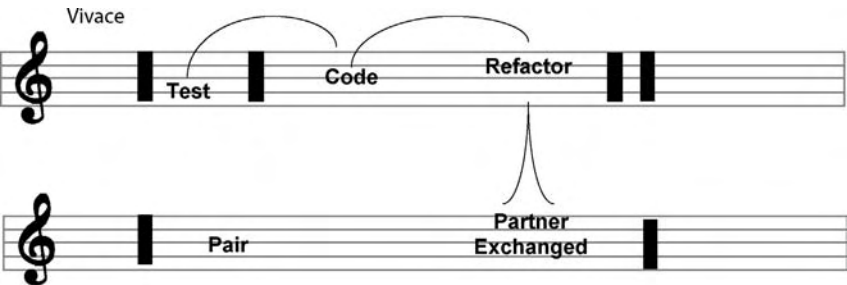 Vivace
Test
Code
Refactor
Pair
Partner
Exchanged